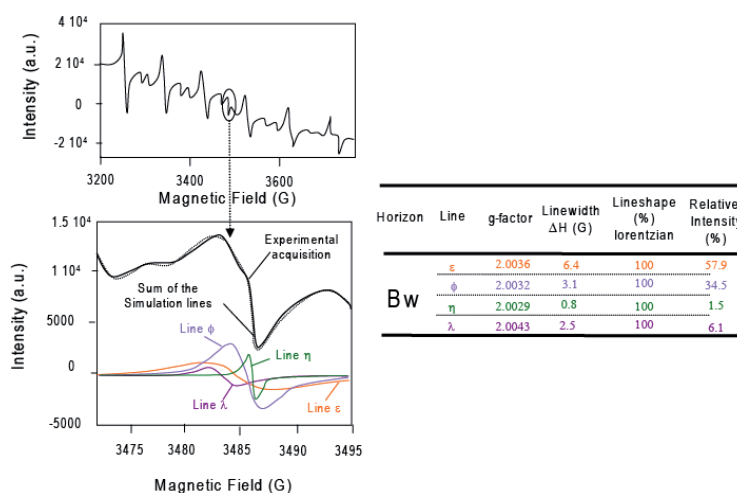 4 10⁴
2 10⁴
0
-2 10⁴
Intensity (a.u.)
3200 3400 3600
Magnetic Field (G)
1.5 10⁴
1 10⁴
5000
0
-5000
Intensity (a.u.)
Experimental
acquisition
Sum of the
Simulation lines
Line ϕ
Line η
Line λ
Line ε
3475 3480 3485 3490 3495
Magnetic Field (G)
Horizon Line g-factor Linewidth ΔH (G) Lineshape (%) lorentzian Relative Intensity (%)
Bw
ε 2.0036 6.4 100 57.9
ϕ 2.0032 3.1 100 34.5
η 2.0029 0.8 100 1.5
λ 2.0043 2.5 100 6.1